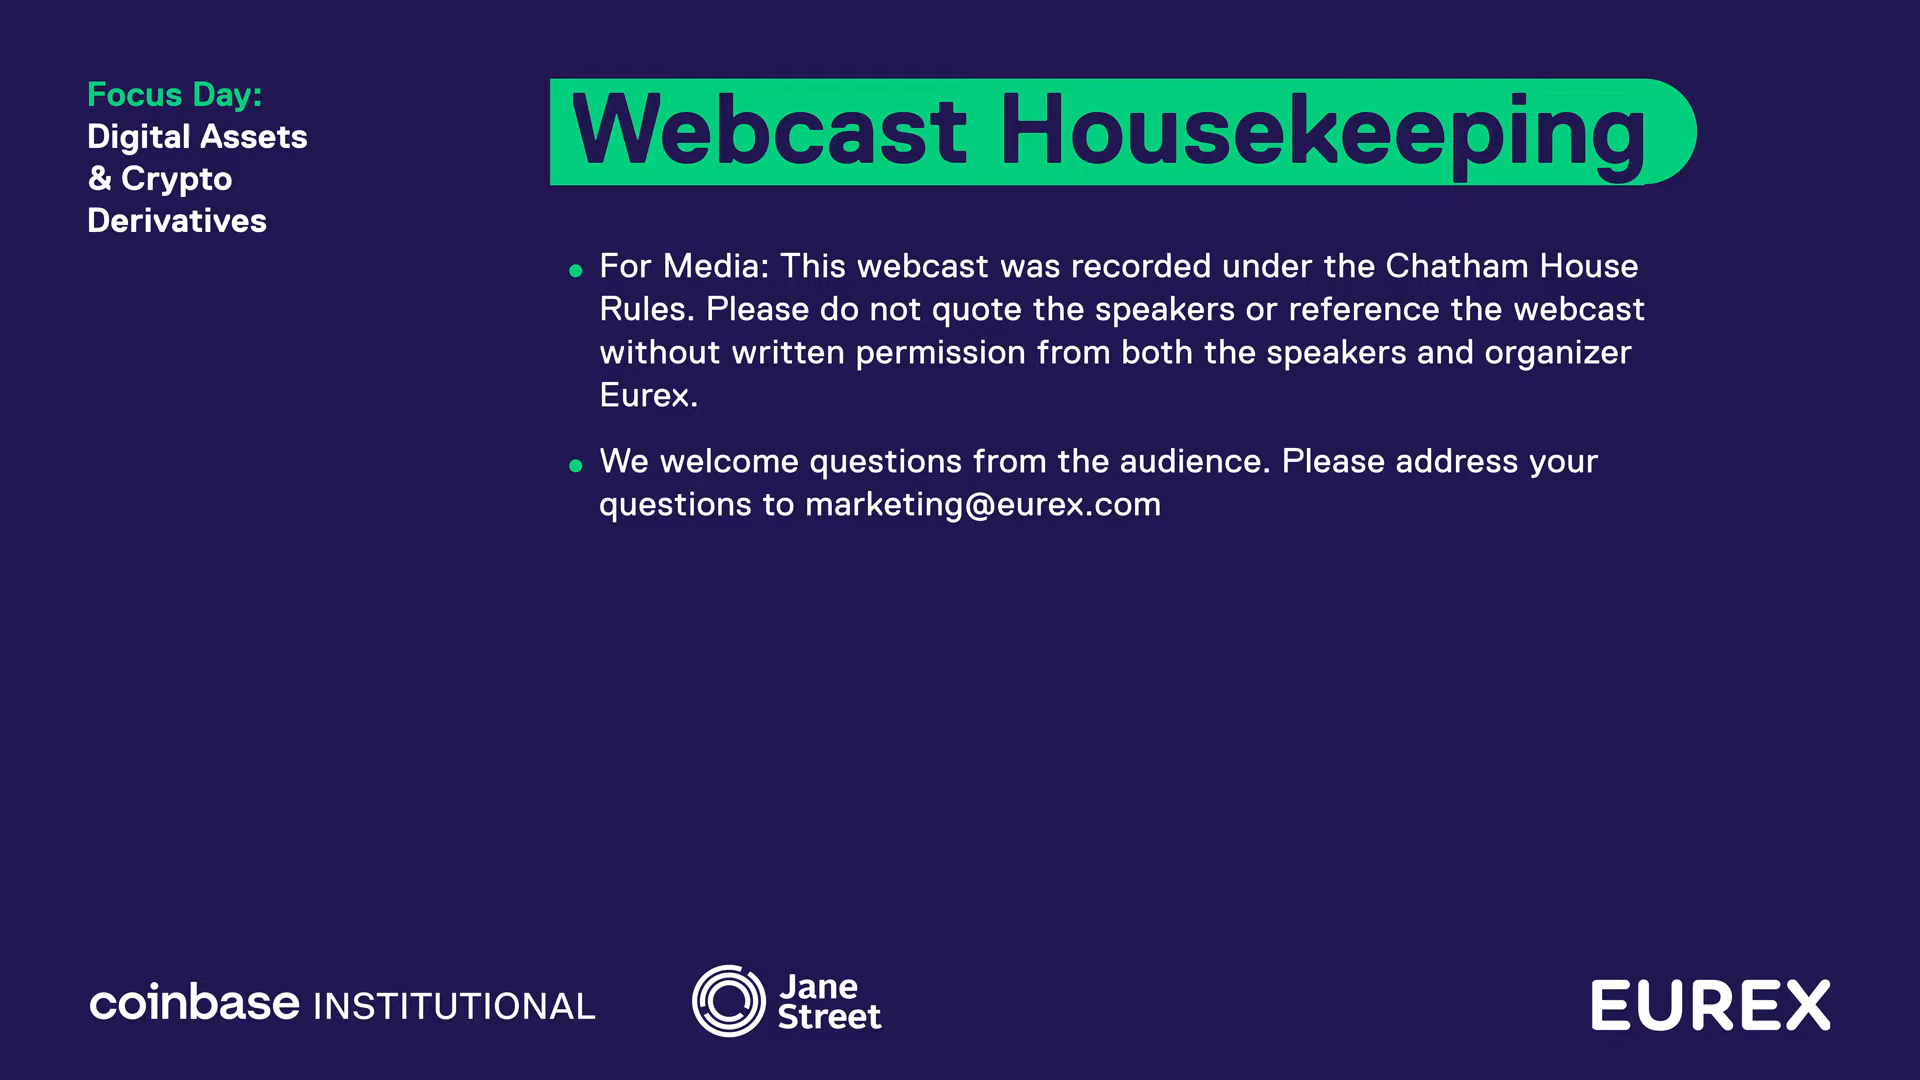 Focus Day:
Digital Assets
& Crypto
Derivatives
Webcast Housekeeping
• For Media: This webcast was recorded under the Chatham House
Rules. Please do not quote the speakers or reference the webcast
without written permission from both the speakers and organizer
Eurex.
• We welcome questions from the audience. Please address your
questions to marketing@eurex.com
coinbase INSTITUTIONAL
Jane
Street
EUREX